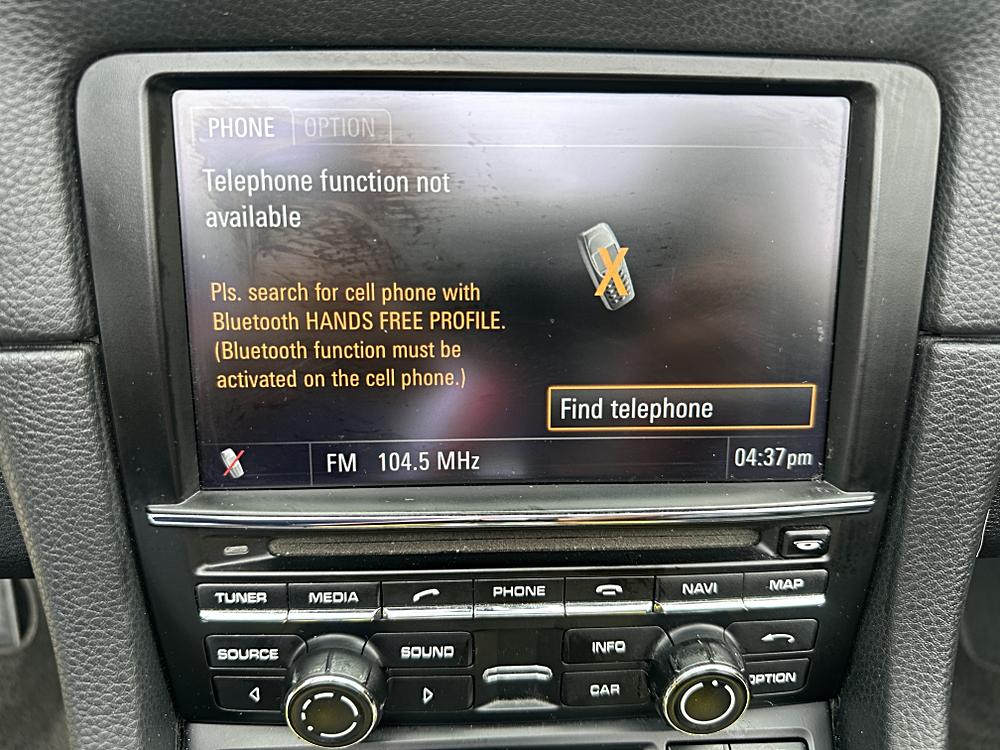 PHONE OPTION
Telephone function not
available
Pls. search for cell phone with
Bluetooth HANDS FREE PROFILE.
(Bluetooth function must be
activated on the cell phone.)
Find telephone
FM 104.5 MHz 04:37pm
TUNER MEDIA PHONE NAVI MAP
SOURCE SOUND INFO
CAR OPTION